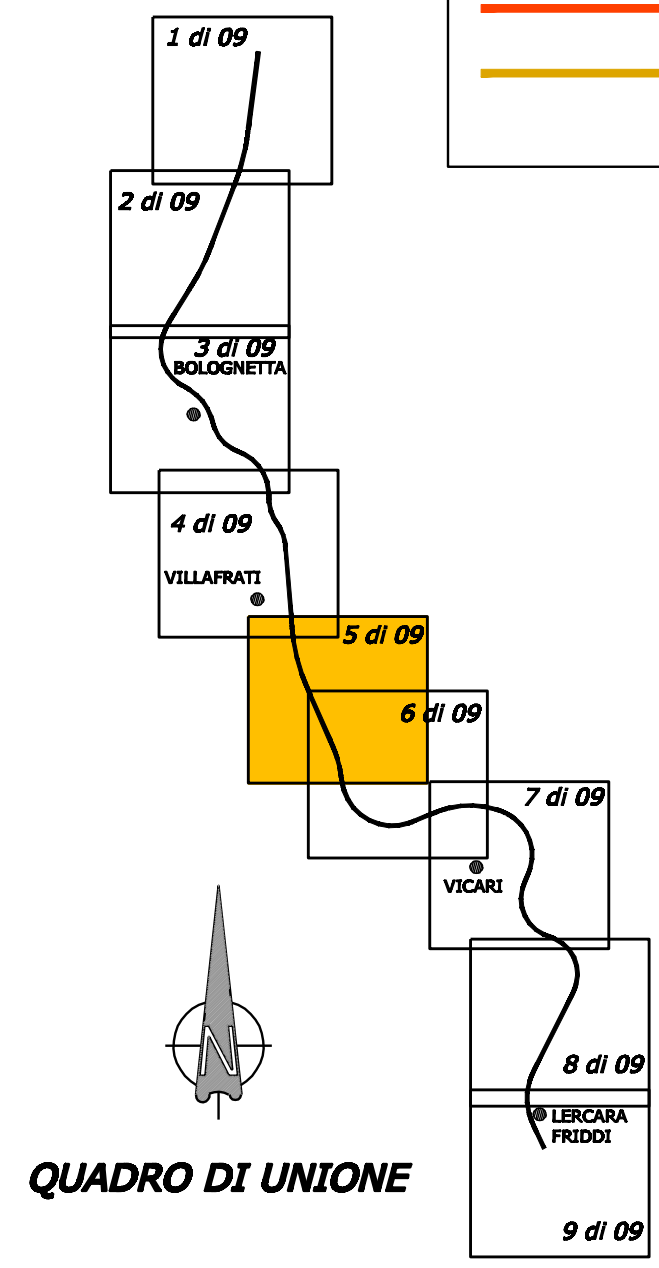 1 di 09
2 di 09
3 di 09
BOLOGNETTA
4 di 09
VILLAFRATI
5 di 09
6 di 09
7 di 09
VICARI
N
8 di 09
LERCARA
FRIDDI
QUADRO DI UNIONE
9 di 09